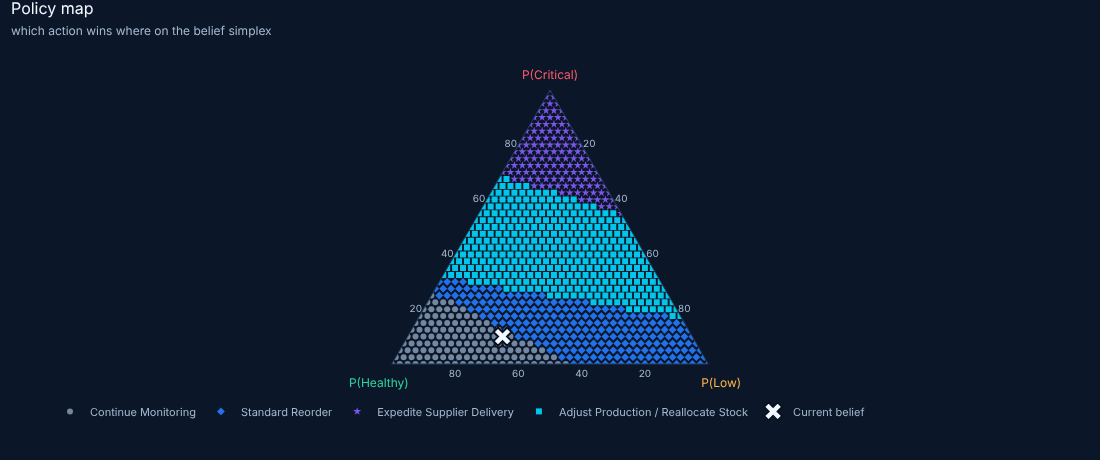 Policy map
which action wins where on the belief simplex
P(Critical)
80 20
60 40
40 60
20 80
80 60 40 20
P(Healthy) P(Low)
Continue Monitoring Standard Reorder Expedite Supplier Delivery Adjust Production / Reallocate Stock Current belief